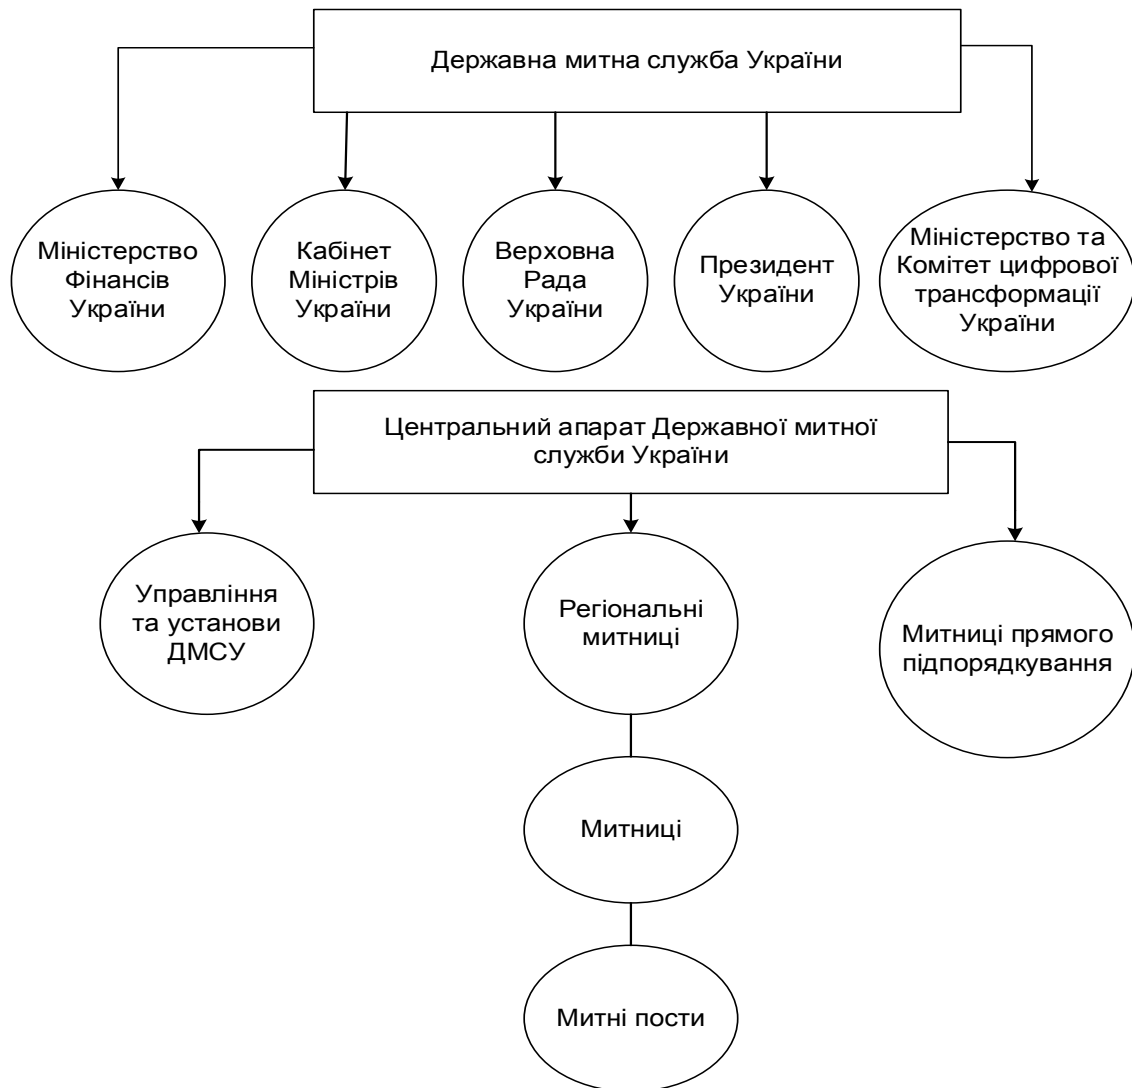 Державна митна служба України
Міністерство
Фінансів
України
Кабінет
Міністрів
України
Верховна
Рада
України
Президент
України
Міністерство та
Комітет цифрової
трансформації
України
Центральний апарат Державної митної
служби України
Управління
та установи
ДМСУ
Регіональні
митниці
Митниці прямого
підпорядкування
Митниці
Митні пости